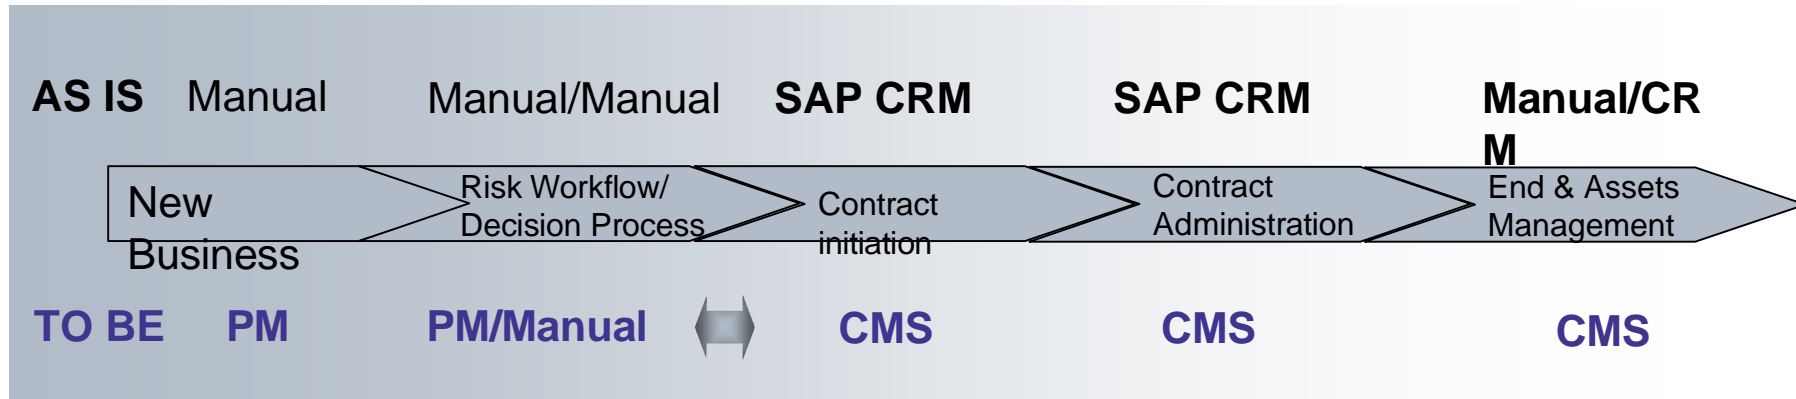 AS IS Manual Manual/Manual SAP CRM SAP CRM Manual/CR
M
New
Business
Risk Workflow/
Decision Process
Contract
initiation
Contract
Administration
End & Assets
Management
TO BE PM PM/Manual CMS CMS CMS